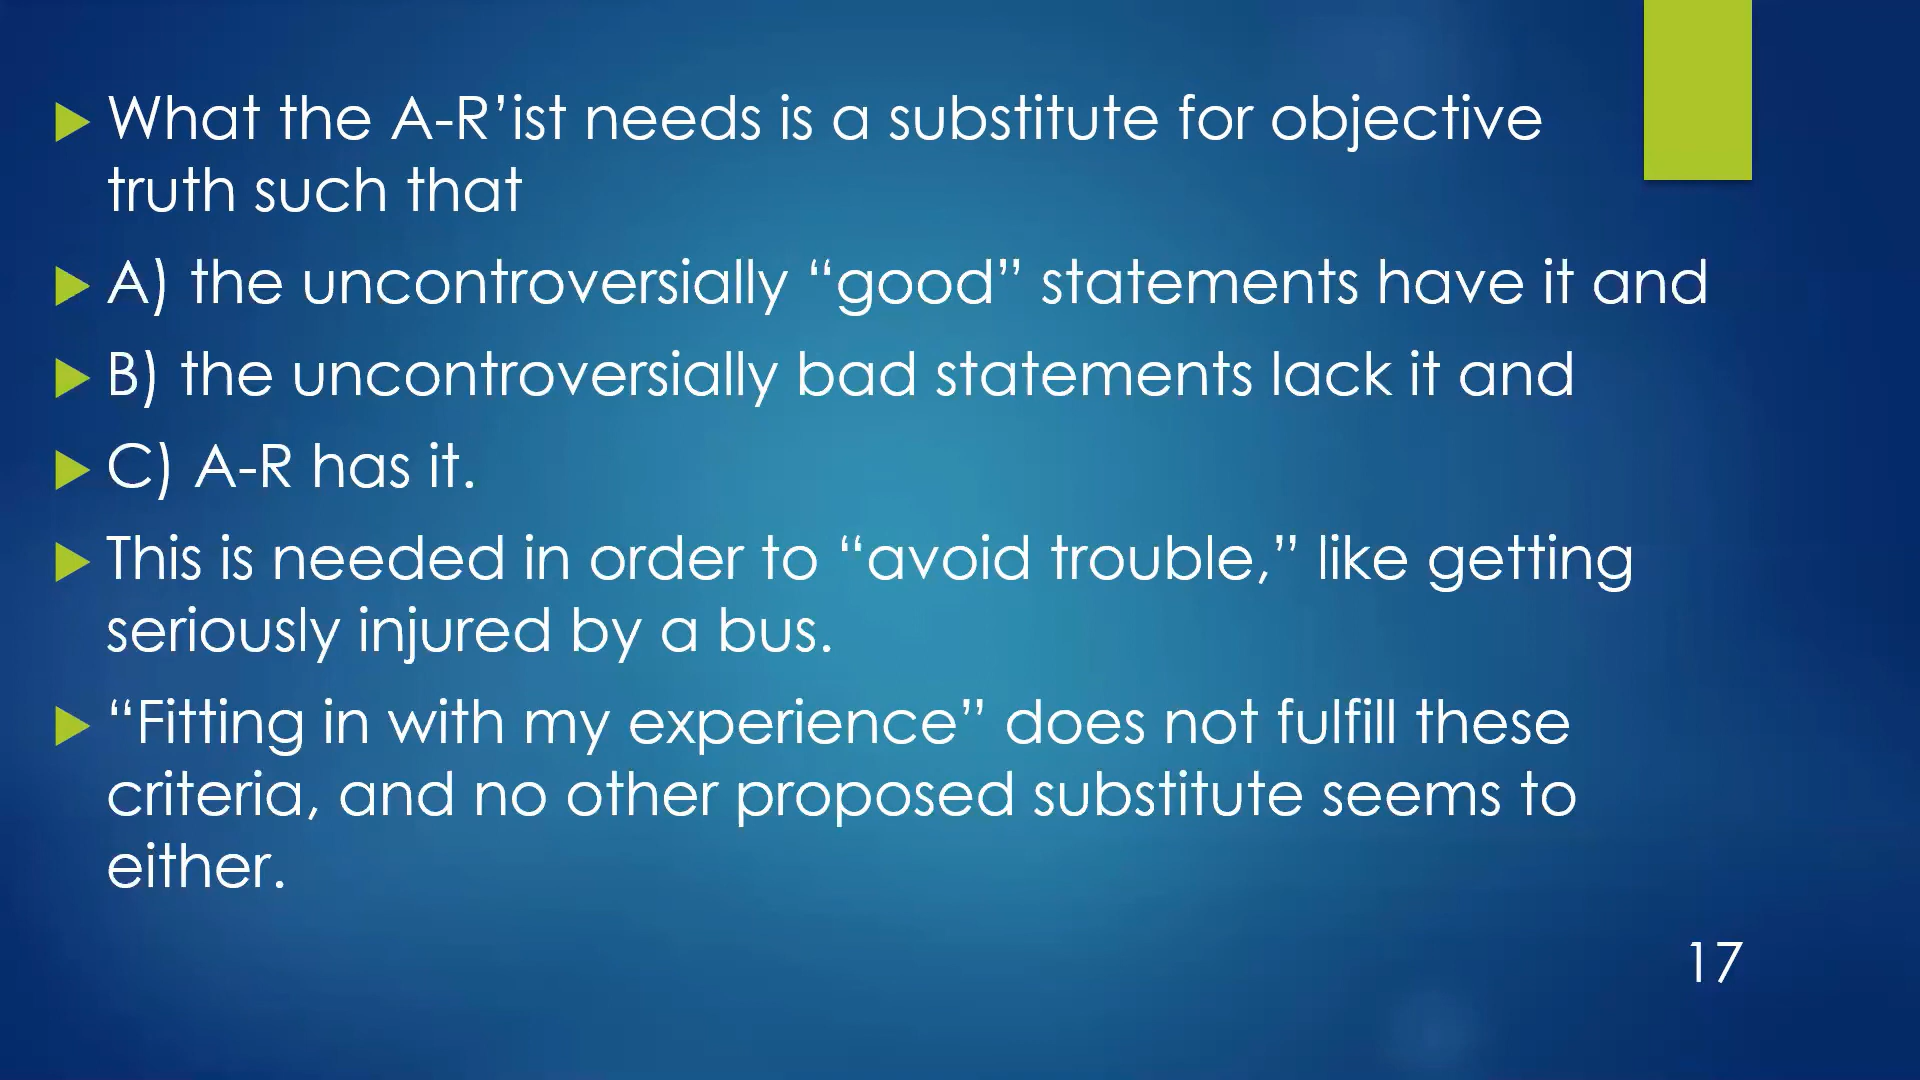 What the A-R’ist needs is a substitute for objective
truth such that
A) the uncontroversially “good” statements have it and
B) the uncontroversially bad statements lack it and
C) A-R has it.
This is needed in order to “avoid trouble,” like getting
seriously injured by a bus.
“Fitting in with my experience” does not fulfill these
criteria, and no other proposed substitute seems to
either.
17